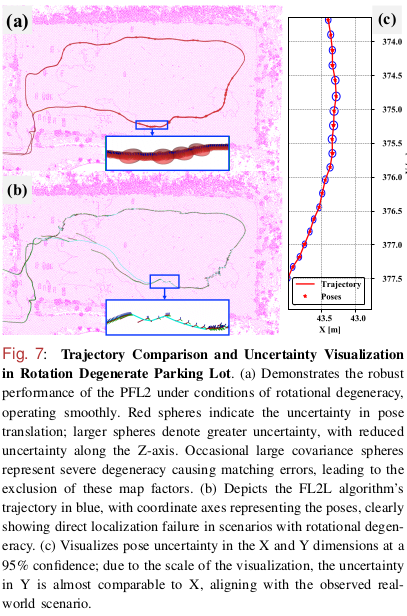 (a)
(b)
(c)
374.0
374.5
375.0
375.5
376.0
376.5
377.0
377.5
Trajectory
Poses
43.5 43.0
X [m]
Fig. 7: Trajectory Comparison and Uncertainty Visualization
in Rotation Degenerate Parking Lot. (a) Demonstrates the robust
performance of the PFL2 under conditions of rotational degeneracy,
operating smoothly. Red spheres indicate the uncertainty in pose
translation; larger spheres denote greater uncertainty, with reduced
uncertainty along the Z-axis. Occasional large covariance spheres
represent severe degeneracy causing matching errors, leading to the
exclusion of these map factors. (b) Depicts the FL2L algorithm's
trajectory in blue, with coordinate axes representing the poses, clearly
showing direct localization failure in scenarios with rotational degen-
eracy. (c) Visualizes pose uncertainty in the X and Y dimensions at a
95% confidence; due to the scale of the visualization, the uncertainty
in Y is almost comparable to X, aligning with the observed real-
world scenario.